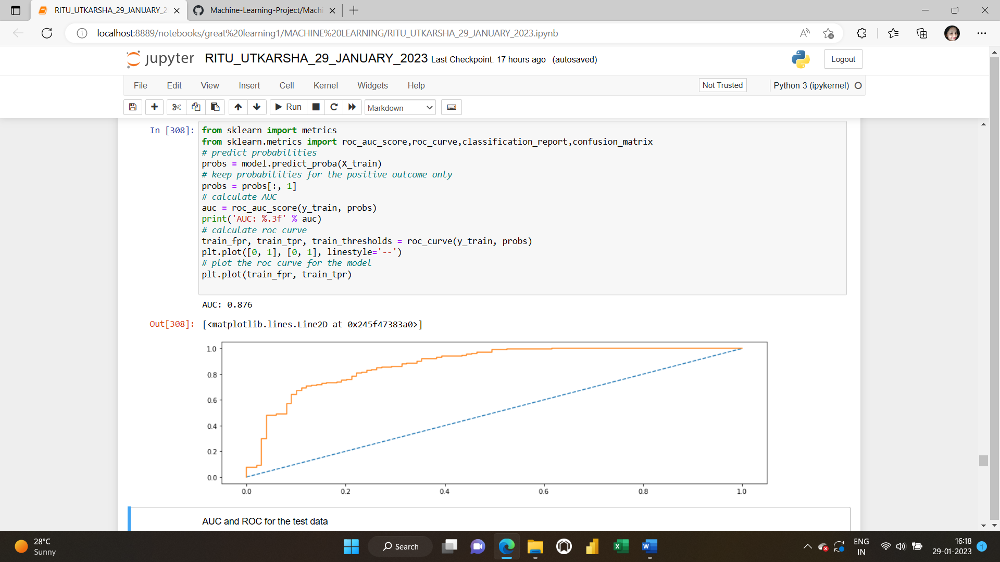 RITU_UTKARSHA_29_JANUARY_2
Machine-Learning-Project/Machi
localhost:8889/notebooks/great%20learning1/MACHINE%20LEARNING/RITU_UTKARSHA_29_JANUARY_2023.ipynb
jupyter RITU_UTKARSHA_29_JANUARY_2023 Last Checkpoint: 17 hours ago (autosaved)
Logout
File Edit View Insert Cell Kernel Widgets Help
Not Trusted
Python 3 (ipykernel)
Run
Markdown
In [308]:
from sklearn import metrics
from sklearn.metrics import roc_auc_score,roc_curve,classification_report,confusion_matrix
# predict probabilities
probs = model.predict_proba(X_train)
# keep probabilities for the positive outcome only
probs = probs[:, 1]
# calculate AUC
auc = roc_auc_score(y_train, probs)
print('AUC: %.3f' % auc)
# calculate roc curve
train_fpr, train_tpr, train_thresholds = roc_curve(y_train, probs)
plt.plot([0, 1], [0, 1], linestyle='--')
# plot the roc curve for the model
plt.plot(train_fpr, train_tpr)
AUC: 0.876
Out[308]: [<matplotlib.lines.Line2D at 0x245f47383a0>]
1.0
0.8
0.6
0.4
0.2
0.0
0.0 0.2 0.4 0.6 0.8 1.0
AUC and ROC for the test data
28°C
Sunny
Search
ENG
IN
16:18
29-01-2023
1